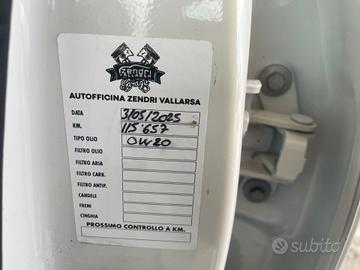 zendri
AUTOFFICINA ZENDRI VALLARSA
DATA 3/05/2025
KM. 115'657
TIPO OLIO 0W20
FILTRO OLIO
FILTRO ARIA
FILTRO CARB.
FILTRO ANTIP.
CANDELE
FRENI
CINGHIA
PROSSIMO CONTROLLO A KM.
subito